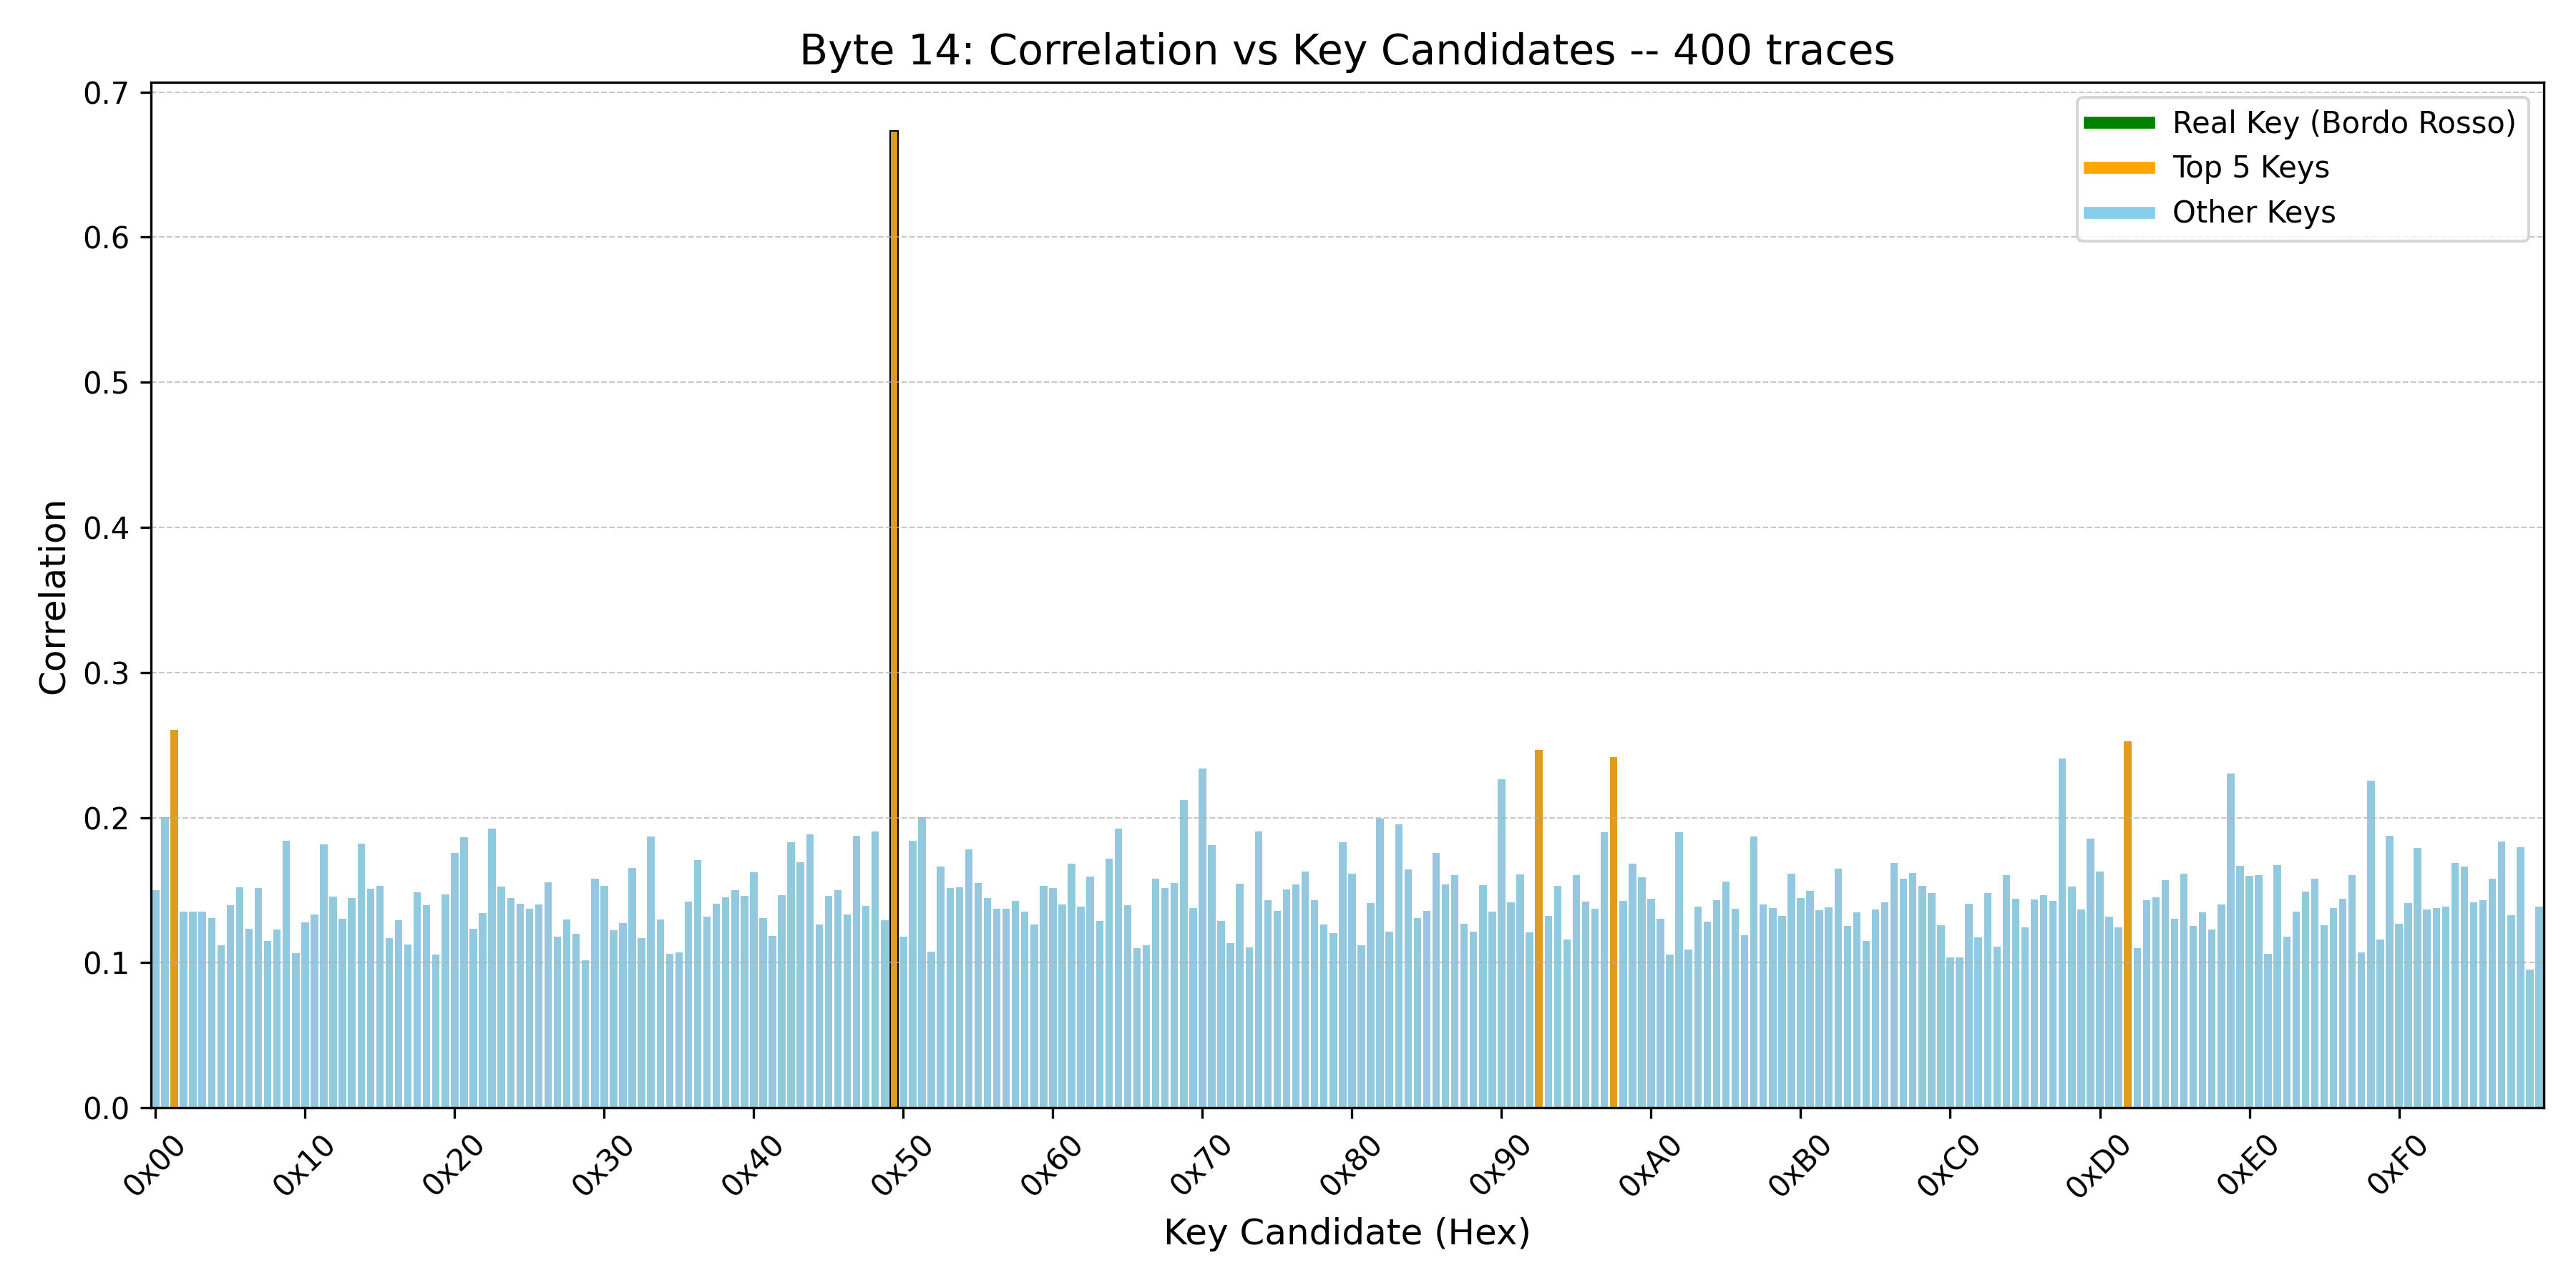 Byte 14: Correlation vs Key Candidates -- 400 traces
Real Key (Bordo Rosso)
Top 5 Keys
Other Keys
Correlation
0.7
0.6
0.5
0.4
0.3
0.2
0.1
0.0
0x00 0x10 0x20 0x30 0x40 0x50 0x60 0x70 0x80 0x90 0xA0 0xB0 0xC0 0xD0 0xE0 0xF0
Key Candidate (Hex)